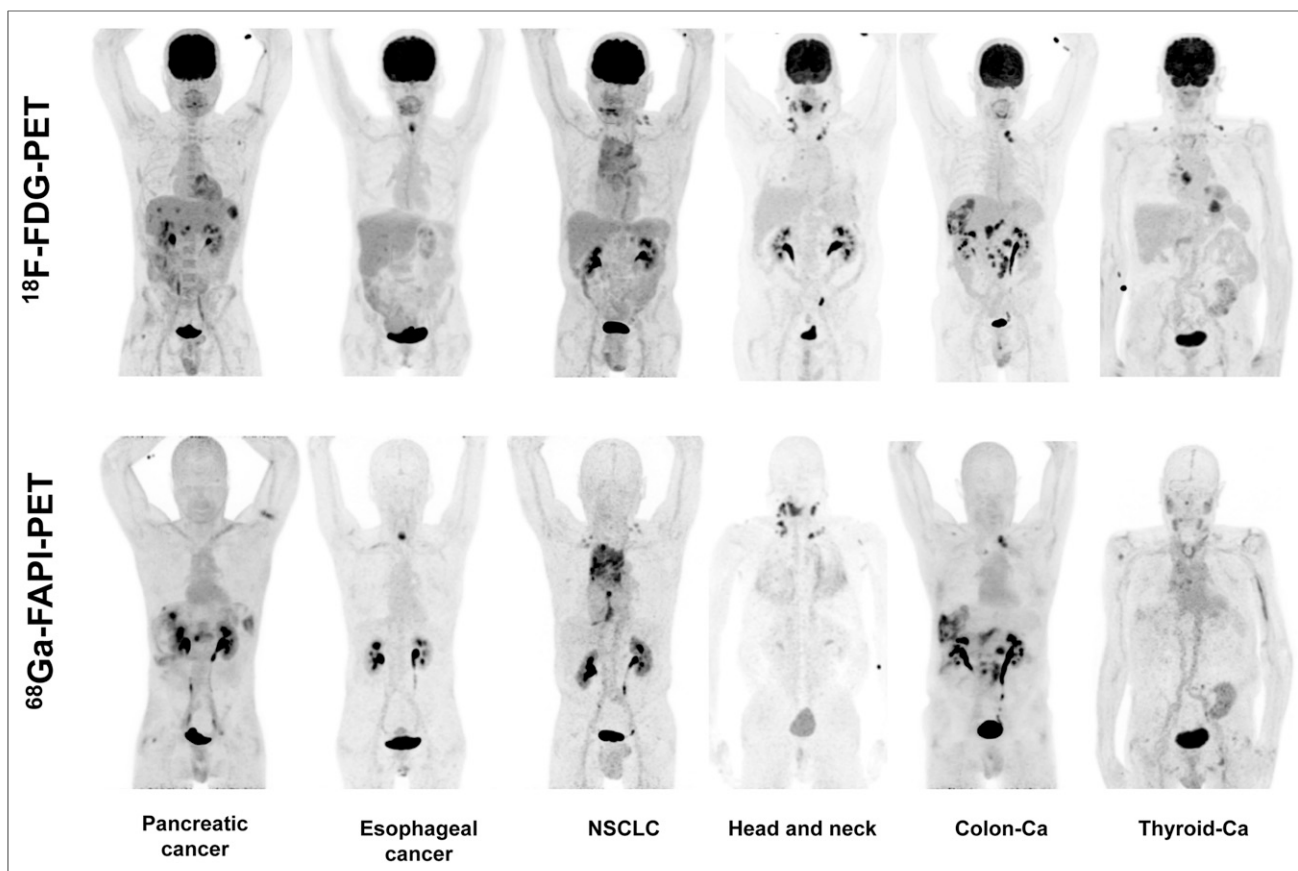 ¹⁸F-FDG-PET
⁶⁸Ga-FAPI-PET
Pancreatic
cancer
Esophageal
cancer
NSCLC
Head and neck
Colon-Ca
Thyroid-Ca